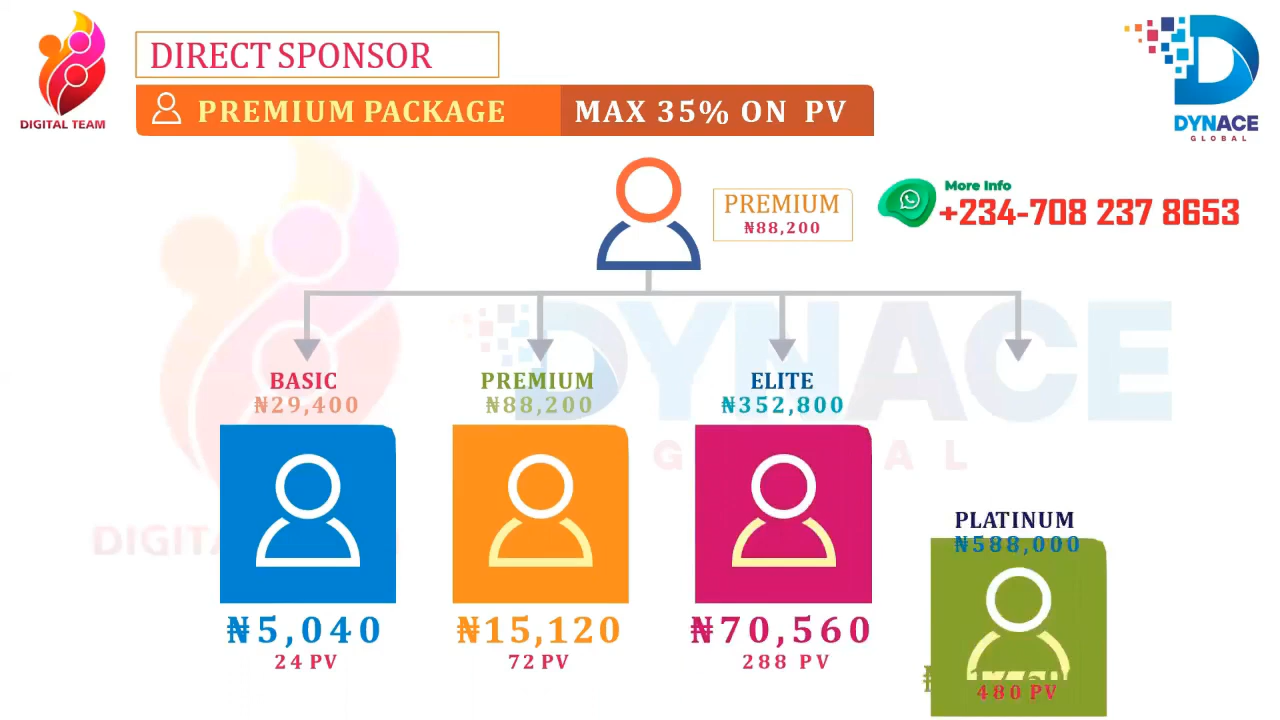 DIGITAL TEAM
DIRECT SPONSOR
PREMIUM PACKAGE
MAX 35% ON PV
DYNACE
GLOBAL
PREMIUM
₦88,200
More Info
+234-708 237 8653
BASIC
₦29,400
PREMIUM
₦88,200
ELITE
₦352,800
PLATINUM
₦588,000
₦5,040
24 PV
₦15,120
72 PV
₦70,560
288 PV
480 PV
DYNACE